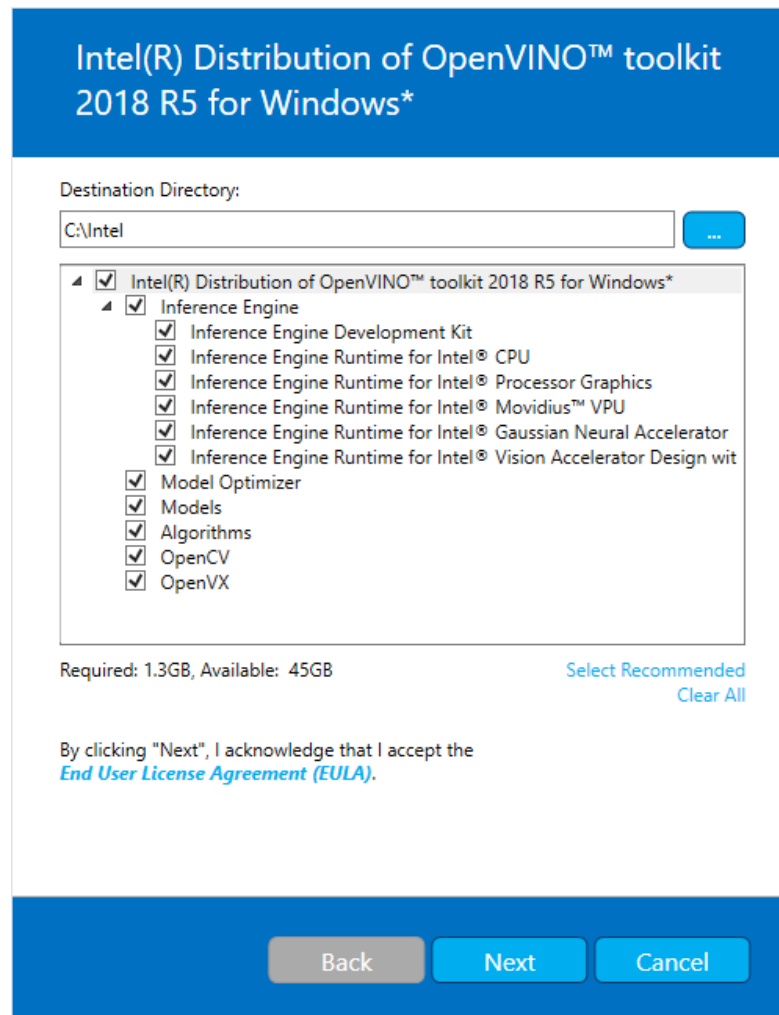 Intel(R) Distribution of OpenVINO™ toolkit
2018 R5 for Windows*
Destination Directory:
C:\Intel
...
Intel(R) Distribution of OpenVINO™ toolkit 2018 R5 for Windows*
Inference Engine
Inference Engine Development Kit
Inference Engine Runtime for Intel® CPU
Inference Engine Runtime for Intel® Processor Graphics
Inference Engine Runtime for Intel® Movidius™ VPU
Inference Engine Runtime for Intel® Gaussian Neural Accelerator
Inference Engine Runtime for Intel® Vision Accelerator Design wit
Model Optimizer
Models
Algorithms
OpenCV
OpenVX
Required: 1.3GB, Available: 45GB
Select Recommended
Clear All
By clicking "Next", I acknowledge that I accept the
End User License Agreement (EULA).
Back
Next
Cancel